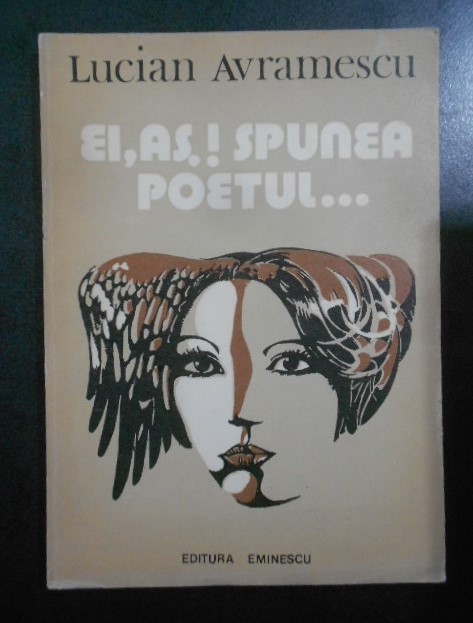 Lucian Avramescu
EI, AȘ! SPUNEA
POETUL...
EDITURA EMINESCU